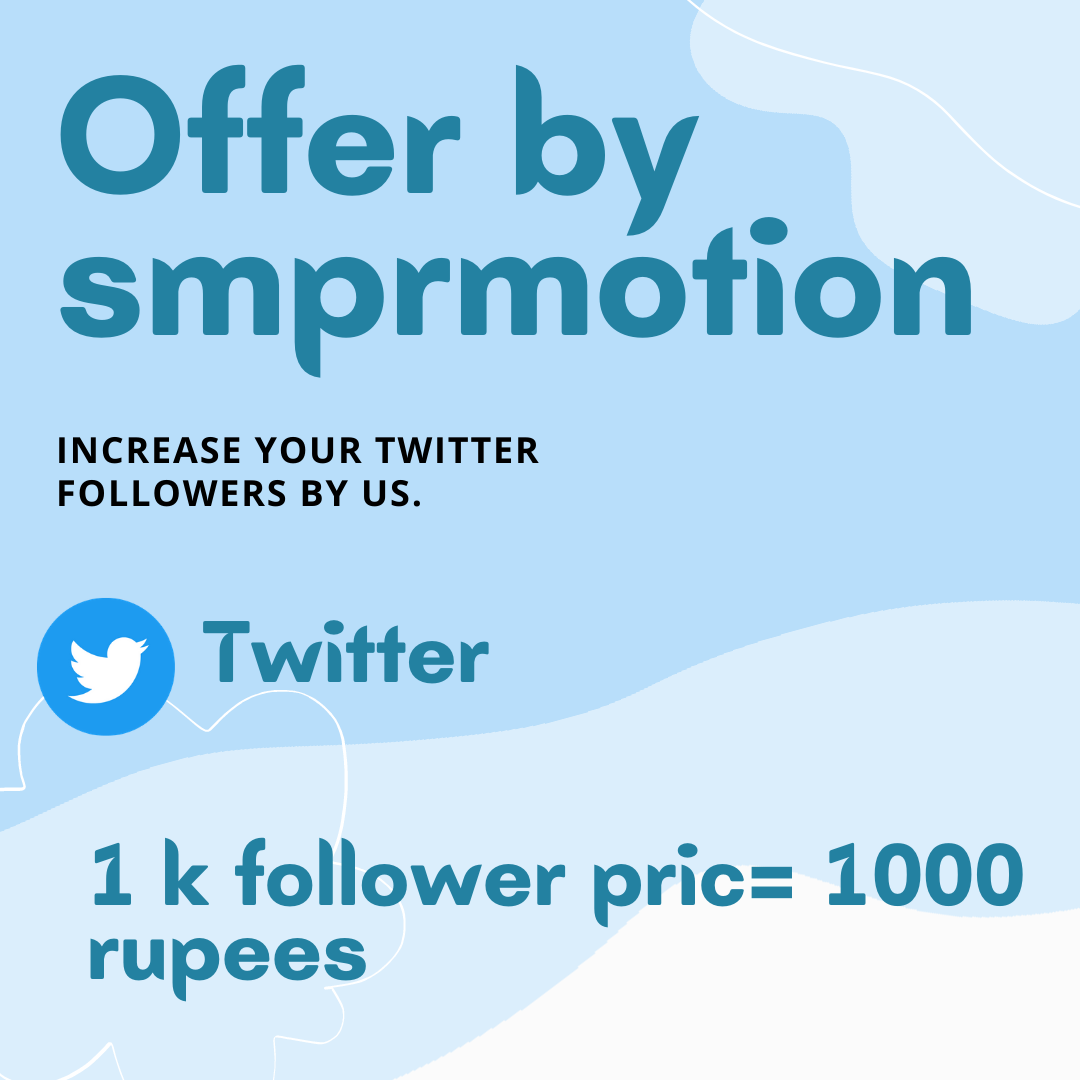 Offer by
smprmotion
INCREASE YOUR TWITTER
FOLLOWERS BY US.
Twitter
1 k follower pric= 1000
rupees